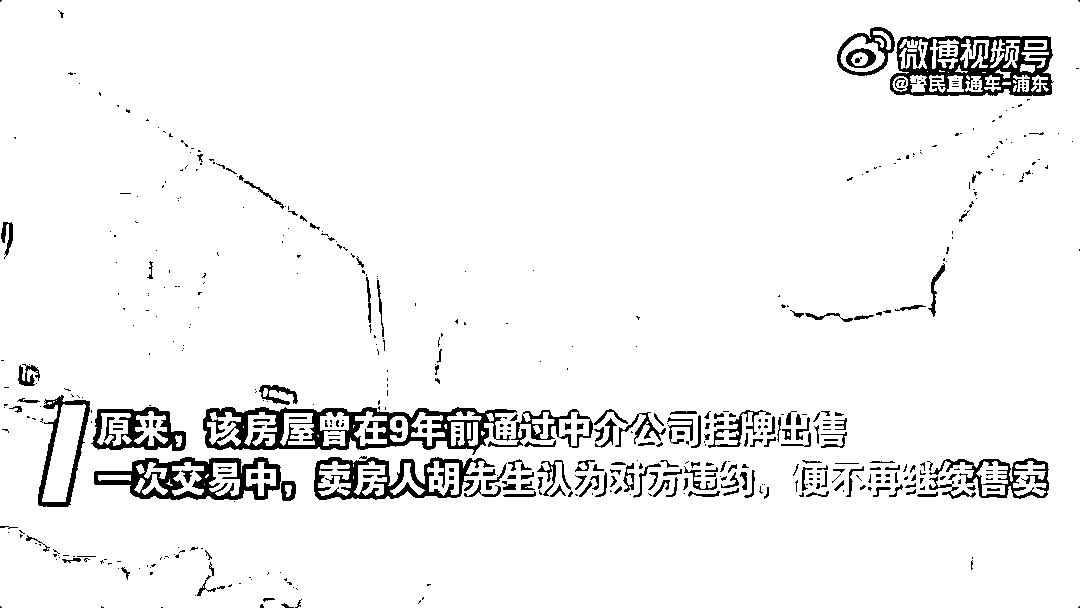 微博视频号
@警民直通车-浦东
原来，该房屋曾在9年前通过中介公司挂牌出售
一次交易中，卖房人胡先生认为对方违约，便不再继续售卖